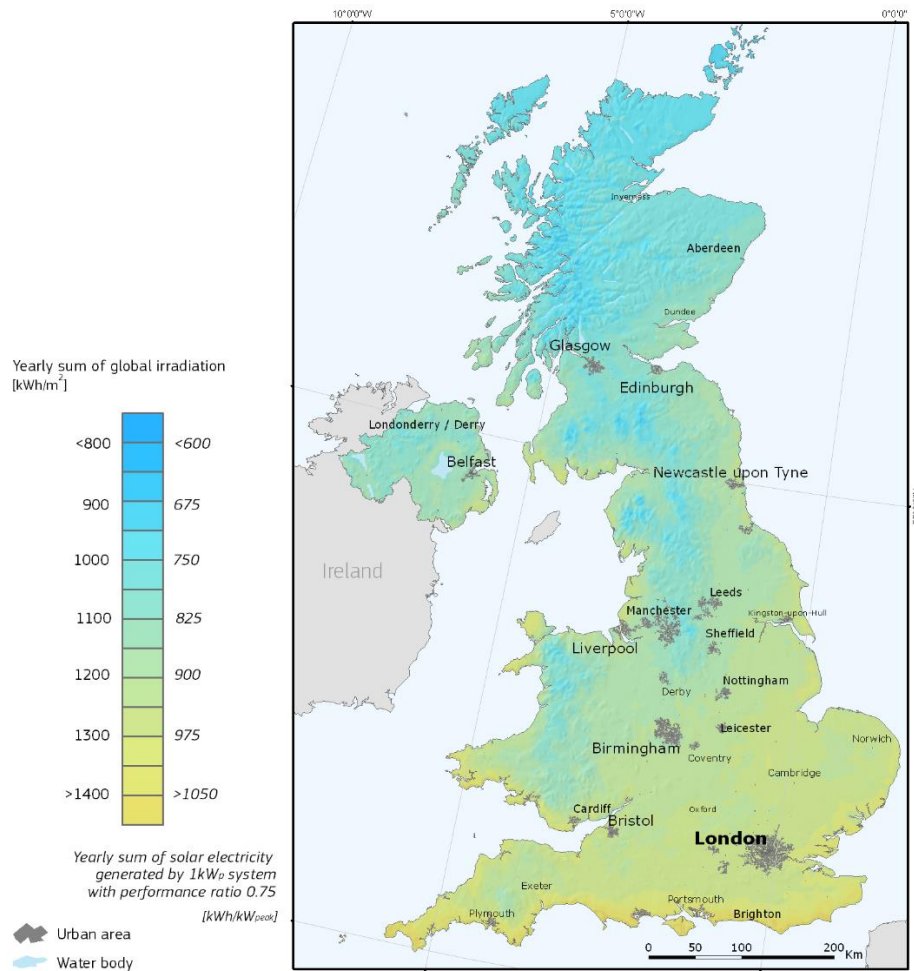 10°0'0"W
5°0'0"W
0°0'0"
Inverness
Aberdeen
Dundee
Glasgow
Edinburgh
Yearly sum of global irradiation
[kWh/m²]
<800 <600
900 675
1000 750
1100 825
1200 900
1300 975
>1400 >1050
Londonderry / Derry
Belfast
Newcastle upon Tyne
Ireland
Leeds
Manchester
Kingston-upon-Hull
Sheffield
Liverpool
Nottingham
Derby
Leicester
Norwich
Birmingham
Coventry
Cambridge
Cardiff
Oxford
Bristol
London
Yearly sum of solar electricity
generated by 1kWp system
with performance ratio 0.75
[kWh/kWpeak]
Exeter
Portsmouth
Plymouth
Brighton
Urban area
Water body
0 50 100 200 Km